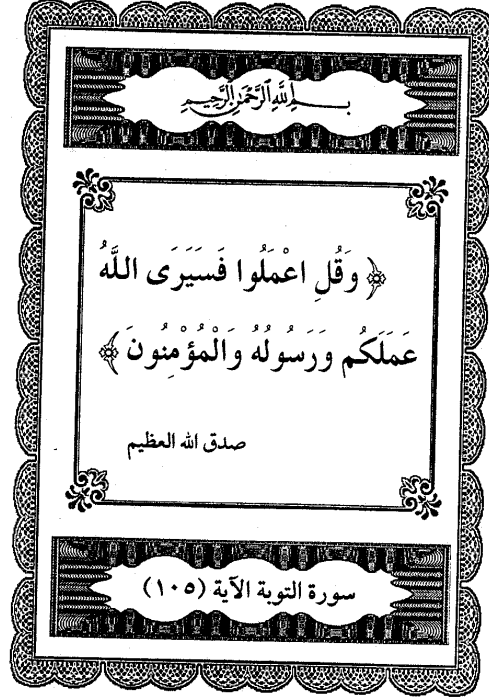 بسم الله الرحمن الرحيم
﴿ وَقُلِ اعْمَلُوا فَسَيَرَى اللَّهُ
عَمَلَكُم وَرَسُولُهُ وَالْمُؤْمِنُونَ ﴾
صدق الله العظيم
سورة التوبة الآية (١٠٥)